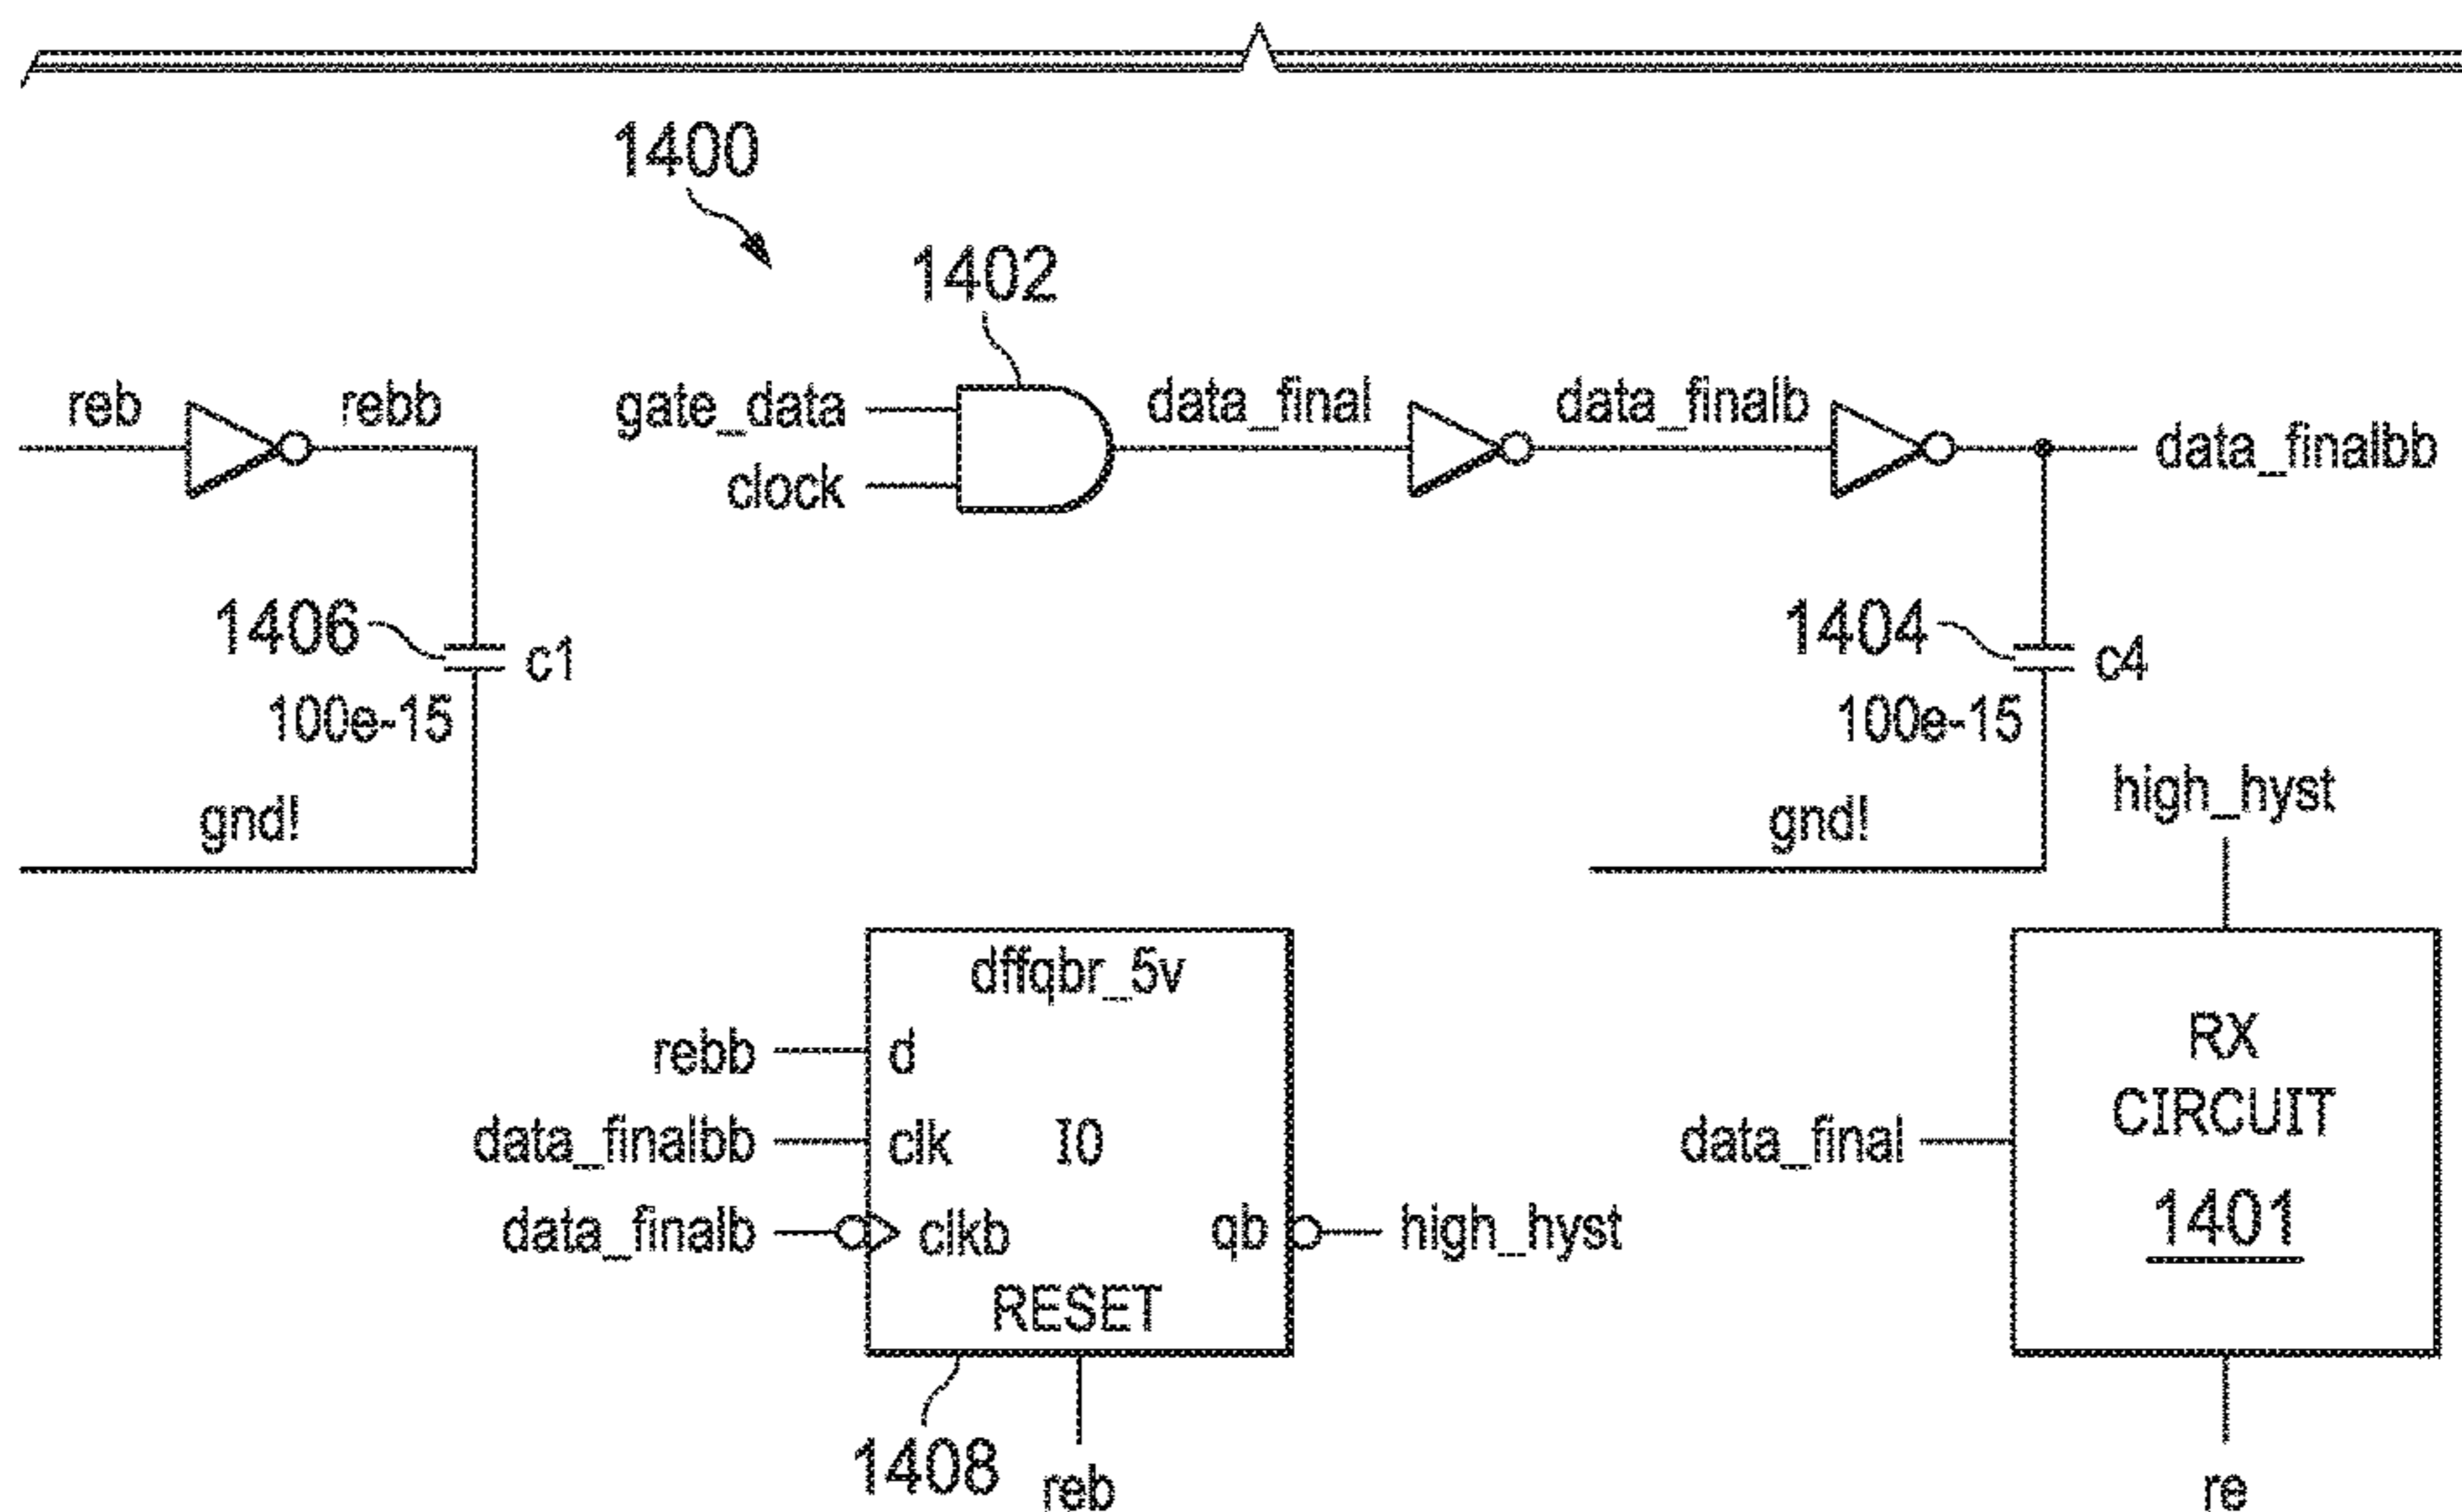 1400
1402
reb
rebb
gate_data
clock
data_final
data_finalb
data_finalbb
1406
c1
100e-15
gnd!
1404
c4
100e-15
gnd!
high_hyst
dffqbr_5v
rebb
d
data_finalbb
clk
I0
data_finalb
clkb
qb
high_hyst
RESET
1408
reb
RX
CIRCUIT
1401
data_final
re